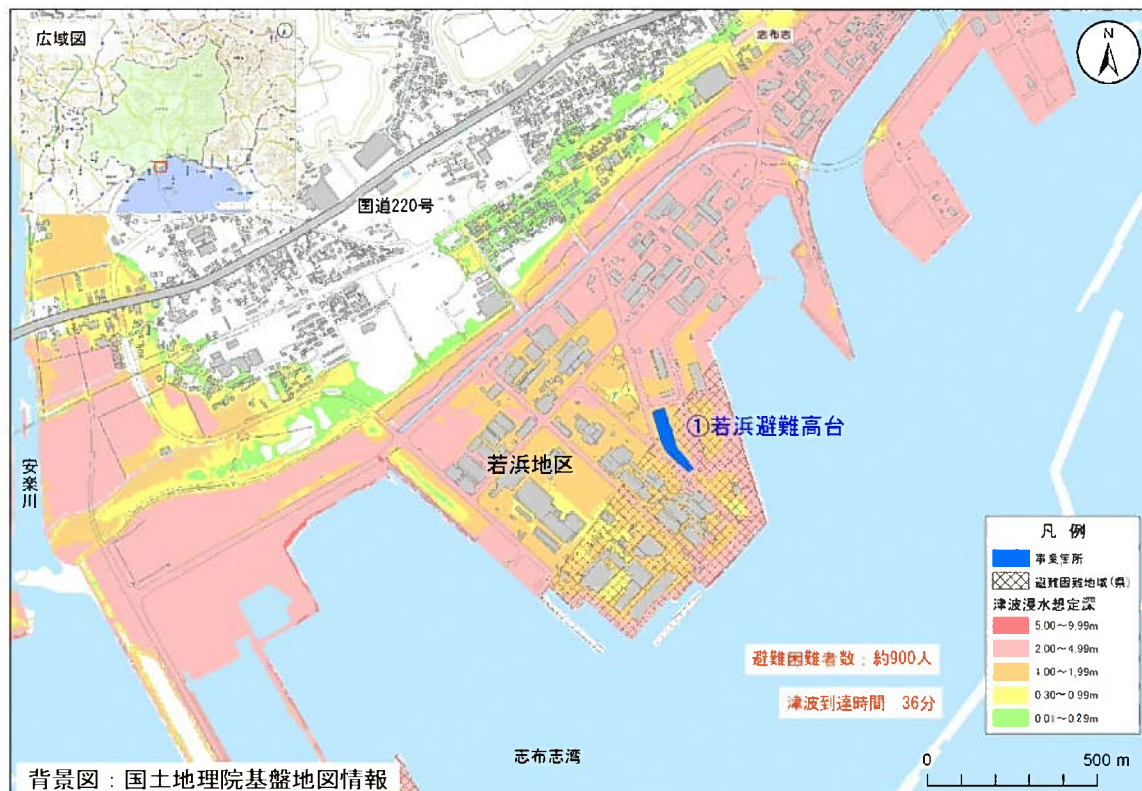 広域図
N
志布志
国道220号
①若浜避難高台
若浜地区
安楽川
凡 例
事業箇所
避難困難地域(県)
津波浸水想定深
5.00～9.99m
2.00～4.99m
1.00～1.99m
0.30～0.99m
0.01～0.29m
避難困難者数：約900人
津波到達時間 36分
志布志湾
0 500 m
背景図：国土地理院基盤地図情報